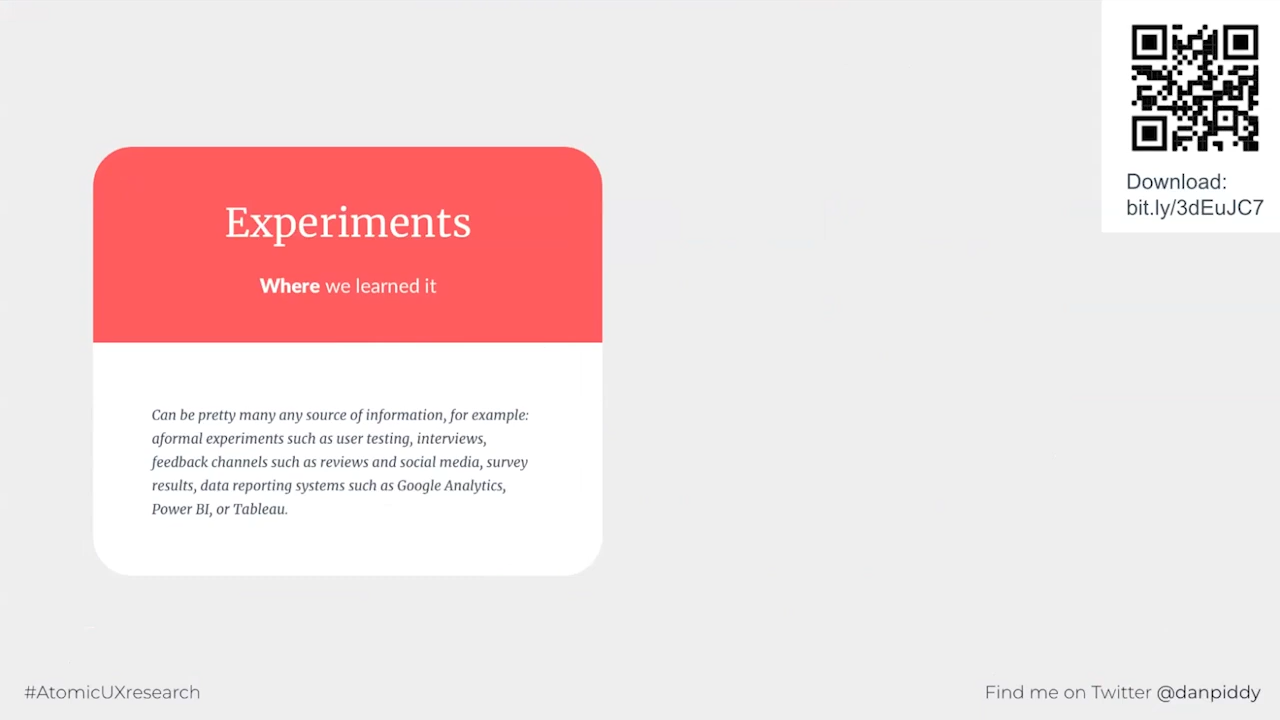 Download:
bit.ly/3dEuJC7
Experiments
Where we learned it
Can be pretty many any source of information, for example:
aformal experiments such as user testing, interviews,
feedback channels such as reviews and social media, survey
results, data reporting systems such as Google Analytics,
Power BI, or Tableau.
#AtomicUXresearch
Find me on Twitter @danpiddy